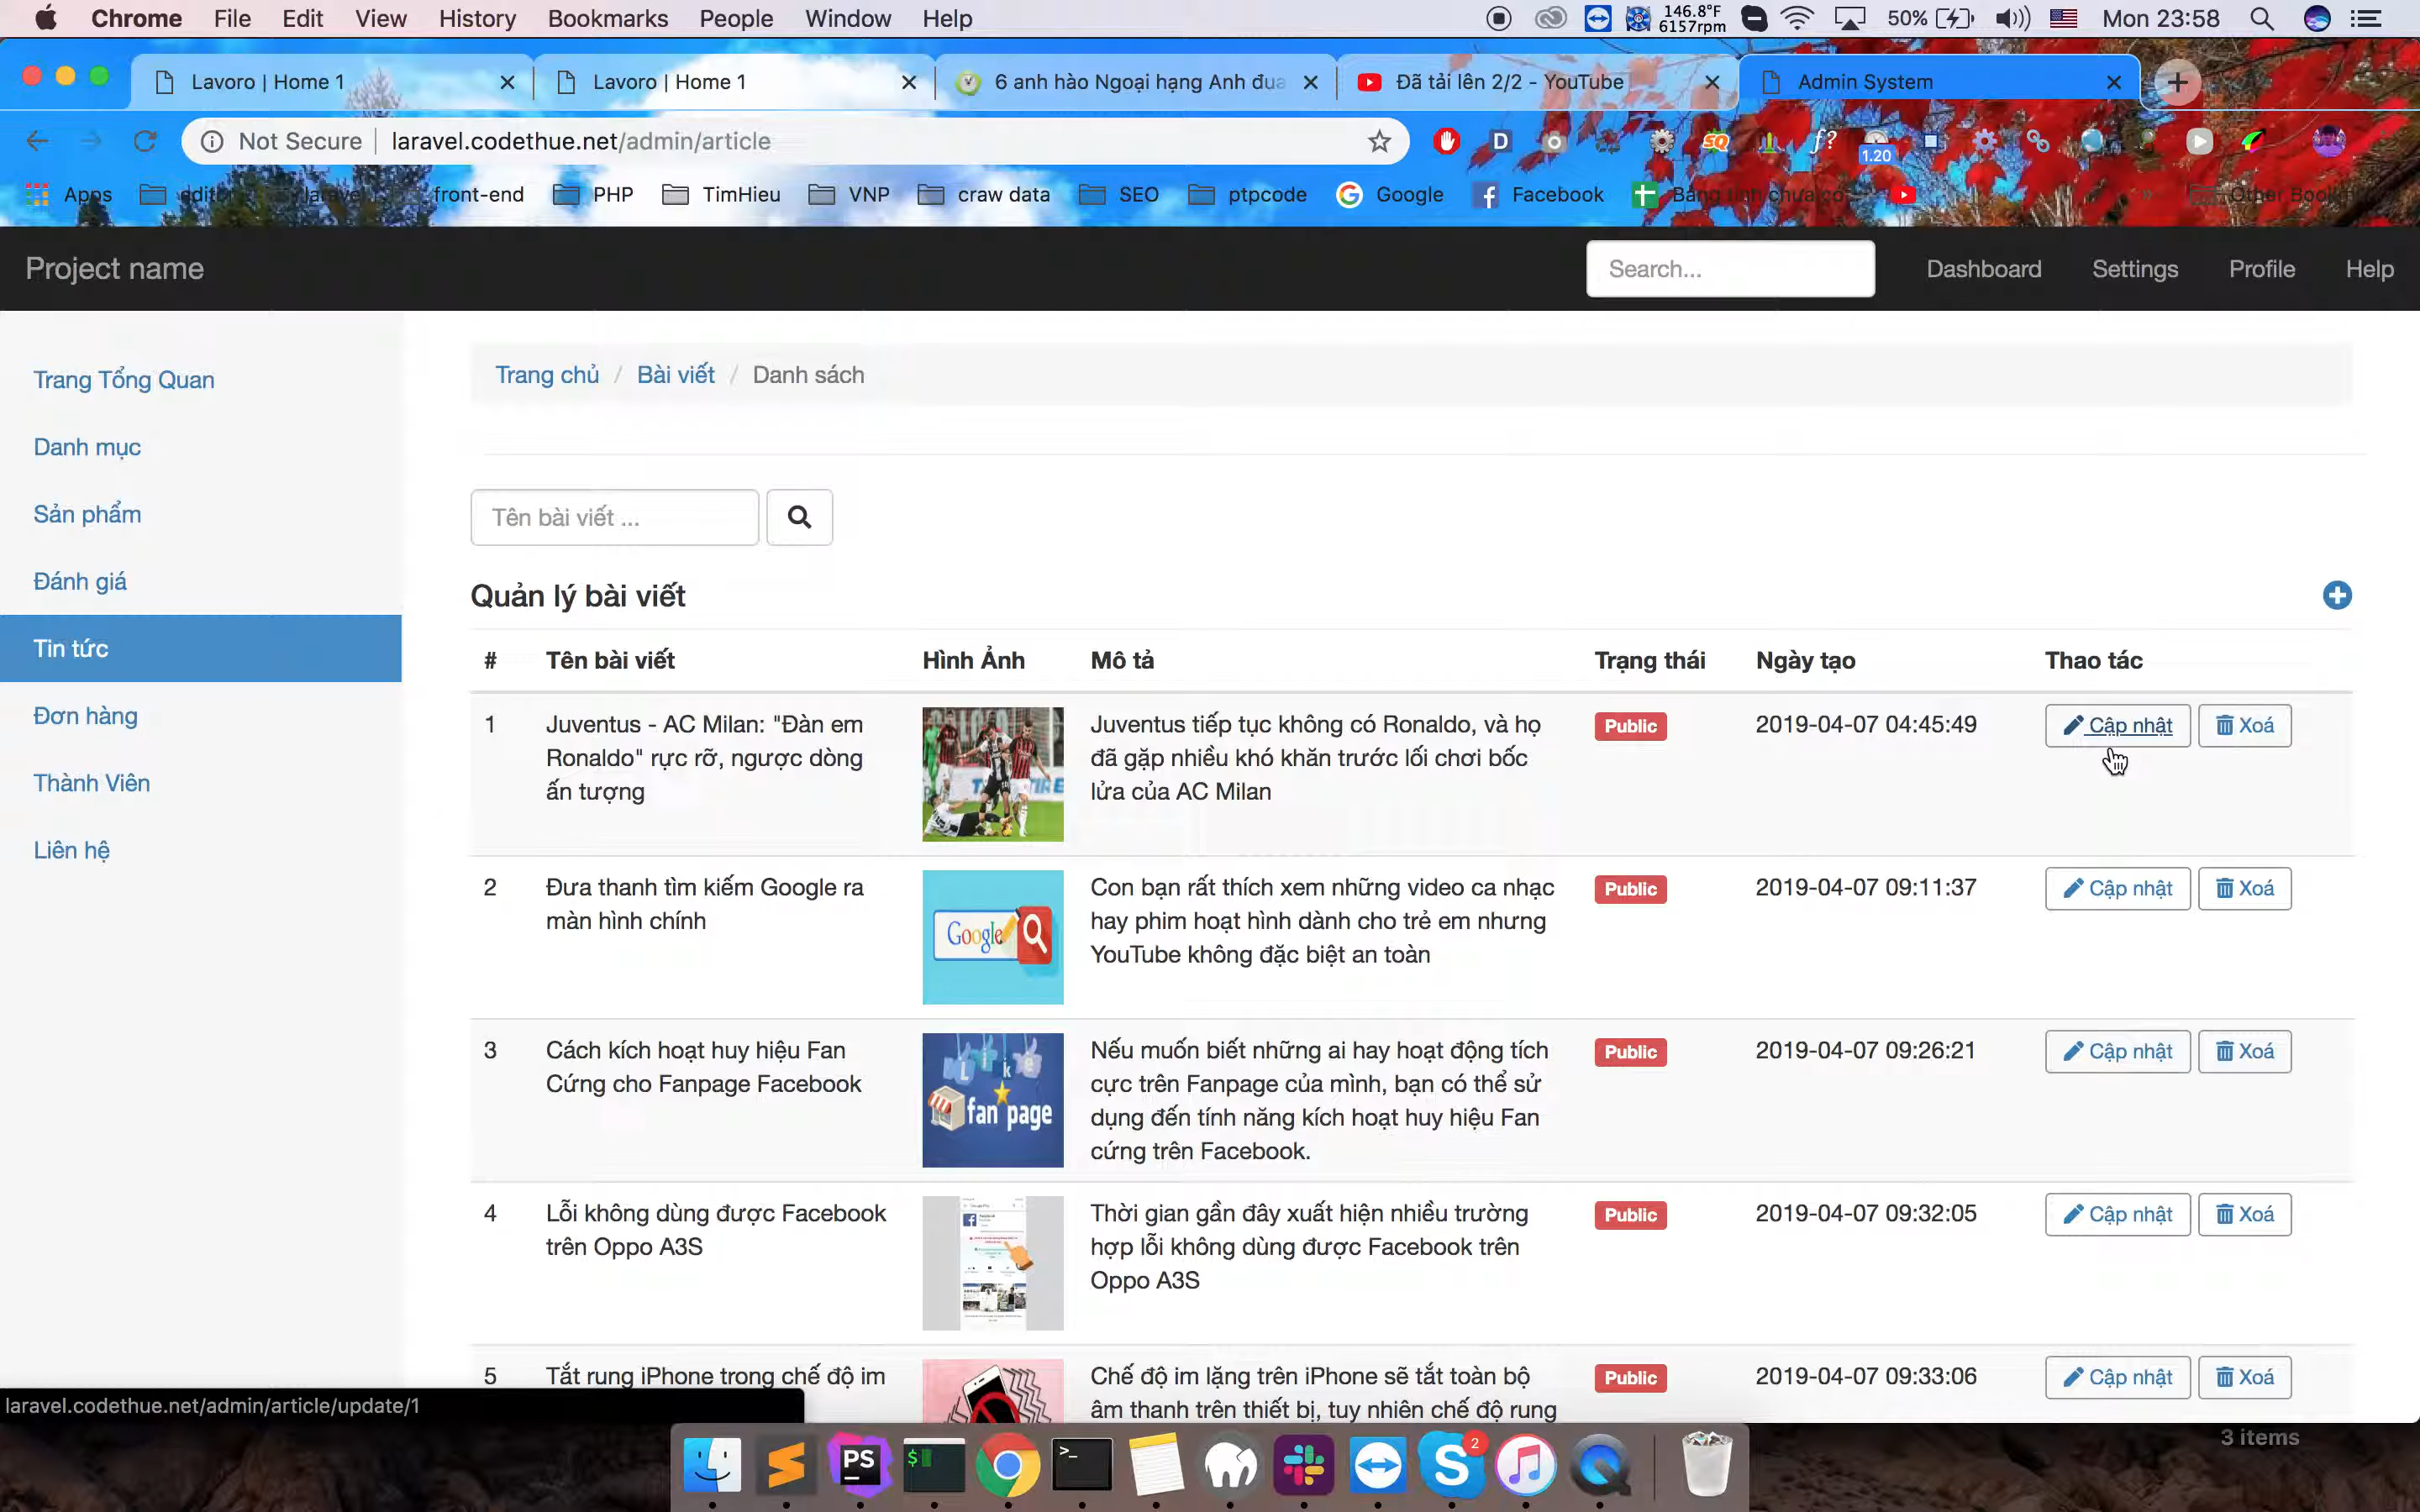 Chrome File Edit View History Bookmarks People Window Help 146.8°F 6157rpm 50% Mon 23:58
Lavoro | Home 1 Lavoro | Home 1 6 anh hào Ngoại hạng Anh đua Đã tải lên 2/2 - YouTube Admin System
Not Secure laravel.codethue.net/admin/article 1.20
Apps front-end PHP TimHieu VNP craw data SEO ptpcode Google Facebook
Project name Search... Dashboard Settings Profile Help
Trang Tổng Quan
Danh mục
Sản phẩm
Đánh giá
Tin tức
Đơn hàng
Thành Viên
Liên hệ
Trang chủ / Bài viết / Danh sách
Tên bài viết ...
Quản lý bài viết
# Tên bài viết Hình Ảnh Mô tả Trạng thái Ngày tạo Thao tác
1 Juventus - AC Milan: "Đàn em Juventus tiếp tục không có Ronaldo, và họ Public 2019-04-07 04:45:49 Cập nhật Xoá
Ronaldo" rực rỡ, ngược dòng đã gặp nhiều khó khăn trước lối chơi bốc
ấn tượng lửa của AC Milan
2 Đưa thanh tìm kiếm Google ra Con bạn rất thích xem những video ca nhạc Public 2019-04-07 09:11:37 Cập nhật Xoá
màn hình chính Google hay phim hoạt hình dành cho trẻ em nhưng
YouTube không đặc biệt an toàn
3 Cách kích hoạt huy hiệu Fan Nếu muốn biết những ai hay hoạt động tích Public 2019-04-07 09:26:21 Cập nhật Xoá
Cứng cho Fanpage Facebook Like cực trên Fanpage của mình, bạn có thể sử
fan page dụng đến tính năng kích hoạt huy hiệu Fan
cứng trên Facebook.
4 Lỗi không dùng được Facebook Thời gian gần đây xuất hiện nhiều trường Public 2019-04-07 09:32:05 Cập nhật Xoá
trên Oppo A3S hợp lỗi không dùng được Facebook trên
Oppo A3S
5 Tắt rung iPhone trong chế độ im Chế độ im lặng trên iPhone sẽ tắt toàn bộ Public 2019-04-07 09:33:06 Cập nhật Xoá
âm thanh trên thiết bị, tuy nhiên chế độ rung
laravel.codethue.net/admin/article/update/1
3 items
PS 2